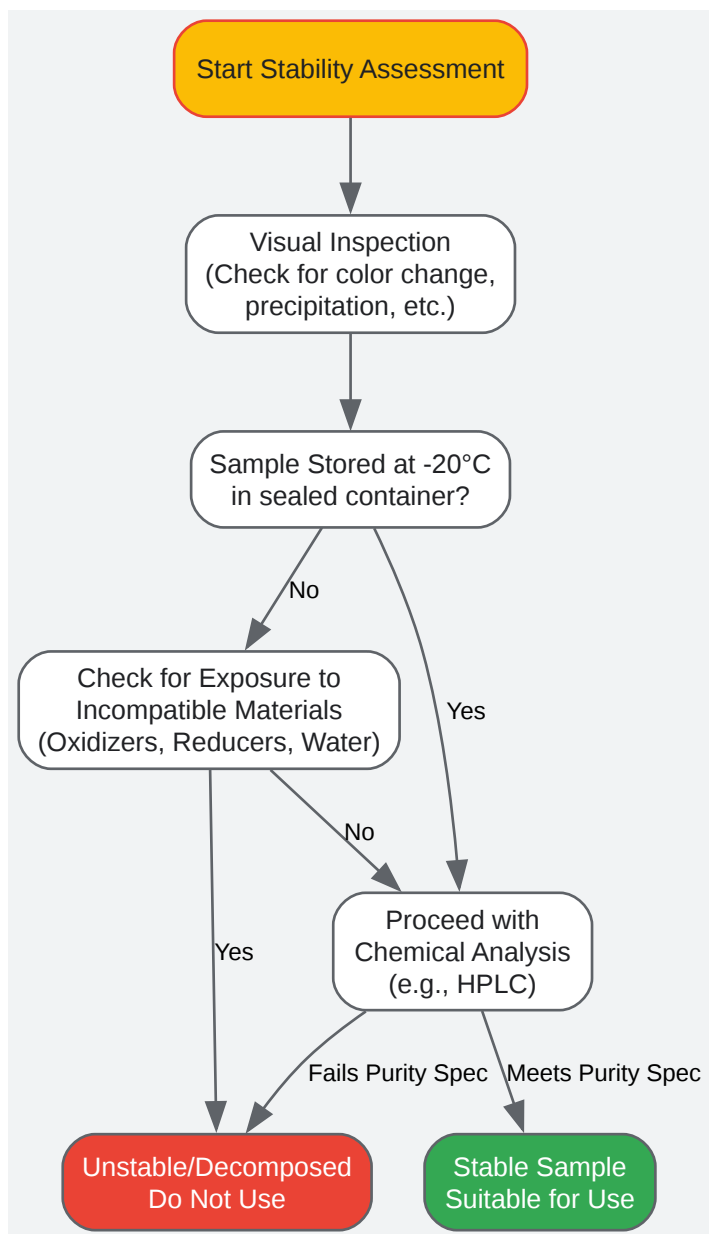 Start Stability Assessment
Visual Inspection
(Check for color change,
precipitation, etc.)
Sample Stored at -20°C
in sealed container?
No
Check for Exposure to
Incompatible Materials
(Oxidizers, Reducers, Water)
Yes
No
Proceed with
Chemical Analysis
(e.g., HPLC)
Yes
Fails Purity Spec
Meets Purity Spec
Unstable/Decomposed
Do Not Use
Stable Sample
Suitable for Use